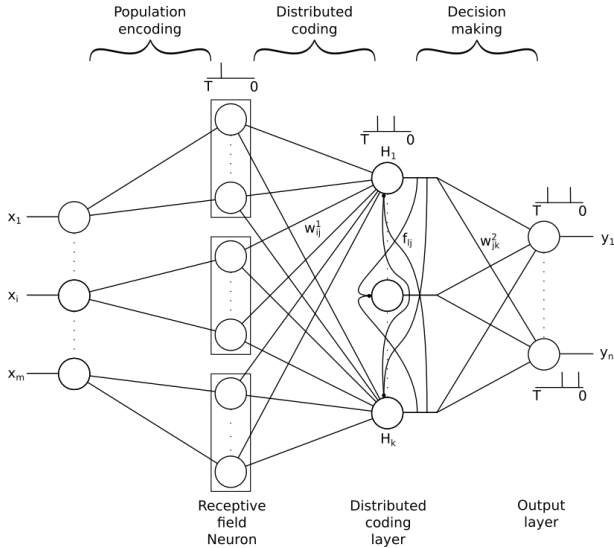 Population
encoding
Distributed
coding
Decision
making
T 0
T 0
H1
T 0
x1
w¹ij
flj
w²jk
y1
xi
xm
yn
T 0
Hk
Receptive
field
Neuron
Distributed
coding
layer
Output
layer